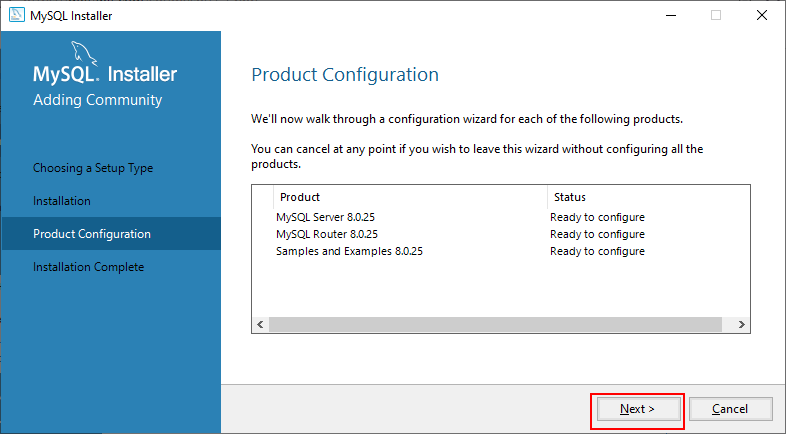 MySQL Installer
MySQL. Installer
Adding Community
Choosing a Setup Type
Installation
Product Configuration
Installation Complete
Product Configuration
We'll now walk through a configuration wizard for each of the following products.
You can cancel at any point if you wish to leave this wizard without configuring all the
products.
Product Status
MySQL Server 8.0.25 Ready to configure
MySQL Router 8.0.25 Ready to configure
Samples and Examples 8.0.25 Ready to configure
Next > Cancel